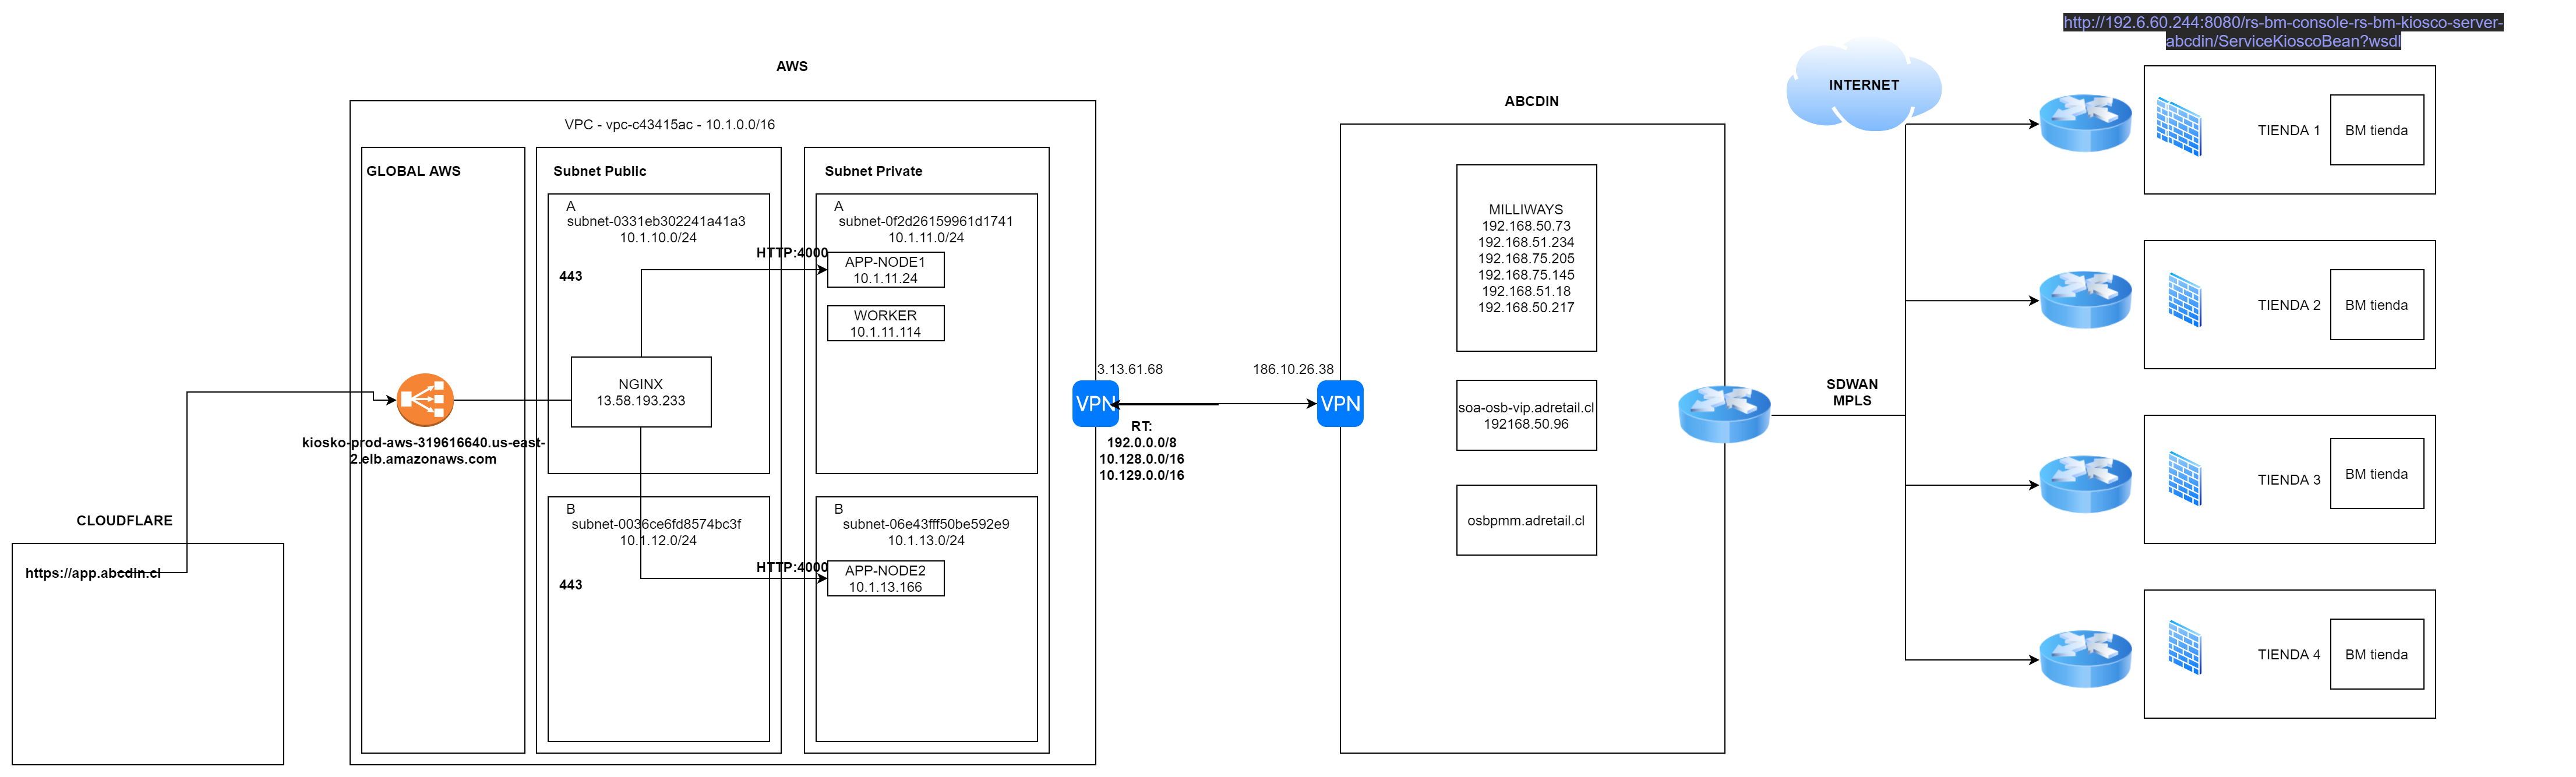 http://192.6.60.244:8080/rs-bm-console-rs-bm-kiosco-server-
abcdin/ServiceKioscoBean?wsdl
AWS
VPC - vpc-c43415ac - 10.1.0.0/16
GLOBAL AWS
kiosko-prod-aws-319616640.us-east-
2.elb.amazonaws.com
CLOUDFLARE
https://app.abcdin.cl
Subnet Public
A
subnet-0331eb302241a41a3
10.1.10.0/24
443
NGINX
13.58.193.233
B
subnet-0036ce6fd8574bc3f
10.1.12.0/24
443
HTTP:4000
HTTP:4000
Subnet Private
A
subnet-0f2d26159961d1741
10.1.11.0/24
APP-NODE1
10.1.11.24
WORKER
10.1.11.114
B
subnet-06e43fff50be592e9
10.1.13.0/24
APP-NODE2
10.1.13.166
3.13.61.68
VPN
RT:
192.0.0.0/8
10.128.0.0/16
10.129.0.0/16
186.10.26.38
VPN
ABCDIN
MILLIWAYS
192.168.50.73
192.168.51.234
192.168.75.205
192.168.75.145
192.168.51.18
192.168.50.217
soa-osb-vip.adretail.cl
192168.50.96
osbpmm.adretail.cl
INTERNET
SDWAN
MPLS
TIENDA 1
BM tienda
TIENDA 2
BM tienda
TIENDA 3
BM tienda
TIENDA 4
BM tienda